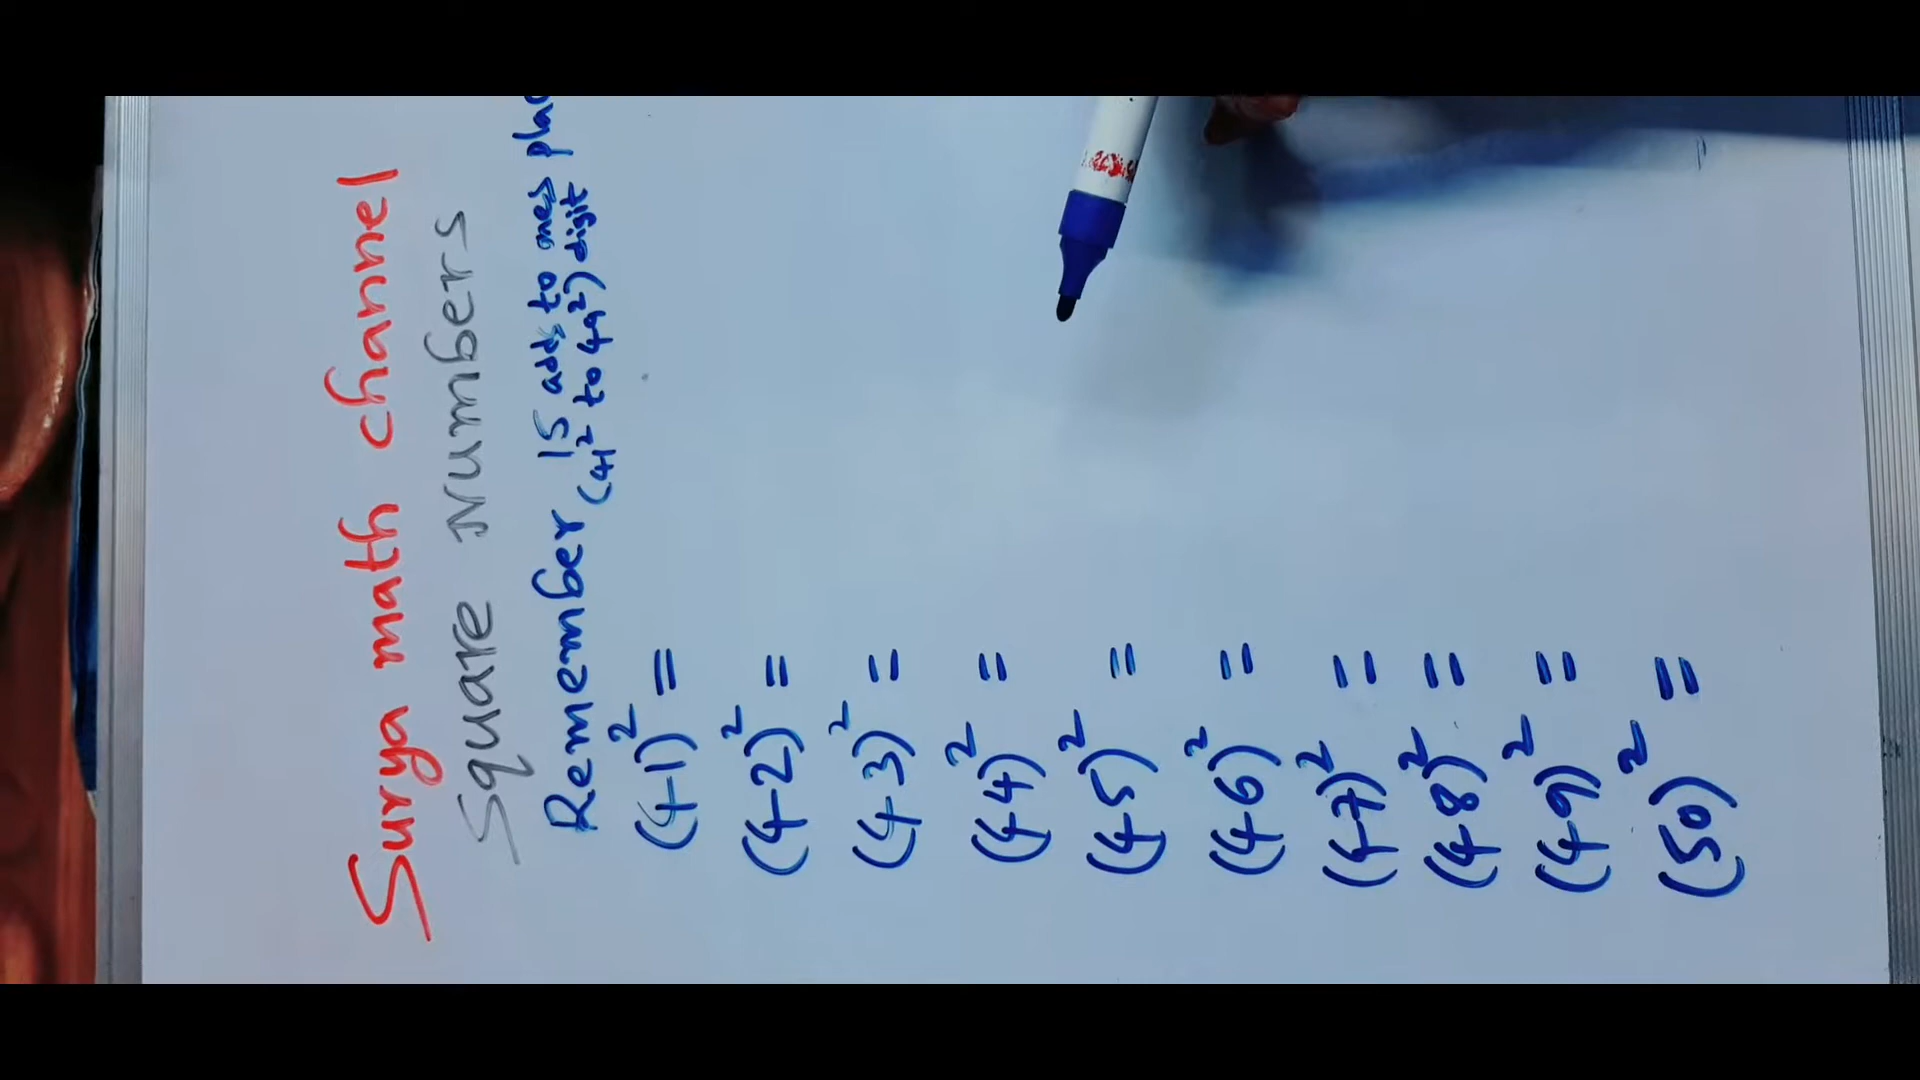 Surya math channel
Square Numbers
Remember 15 adds to ones
(41² to 49²) digit
(41)² =
(42)² =
(43)² =
(44)² =
(45)² =
(46)² =
(47)² =
(48)² =
(49)² =
(50)² =